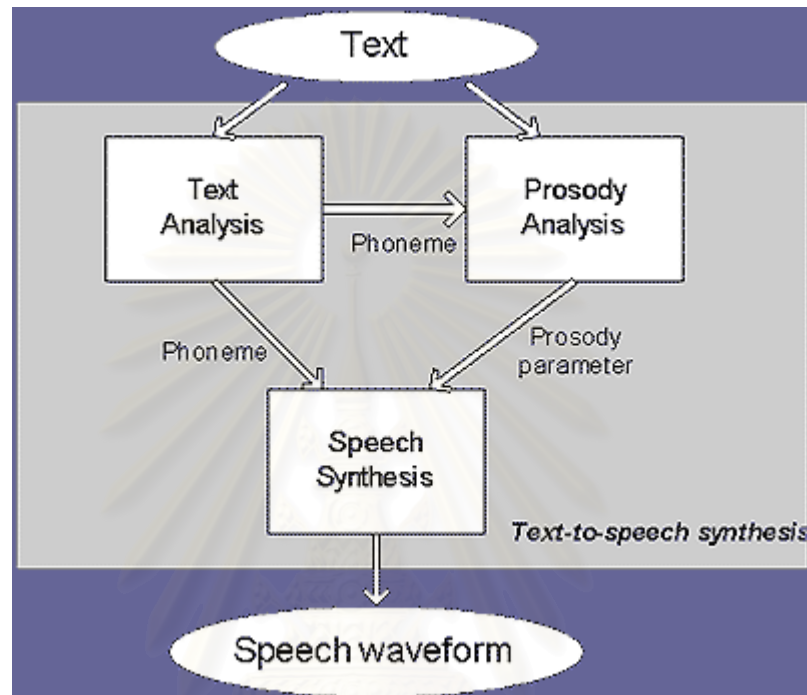 Text
Text
Analysis
Prosody
Analysis
Phoneme
Phoneme
Prosody
parameter
Speech
Synthesis
Text-to-speech synthesis
Speech waveform